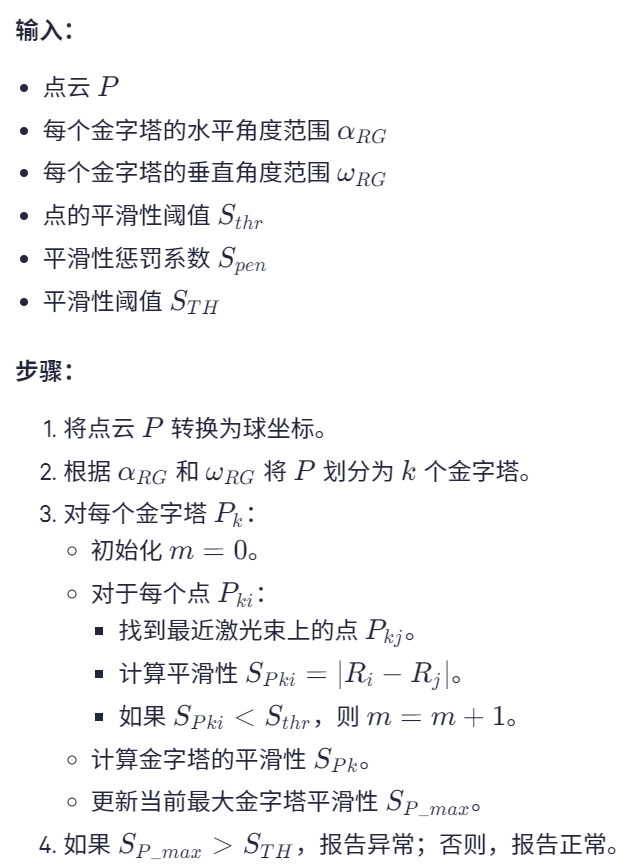 输入：
• 点云 P
• 每个金字塔的水平角度范围 α_{RG}
• 每个金字塔的垂直角度范围 ω_{RG}
• 点的平滑性阈值 S_{thr}
• 平滑性惩罚系数 S_{pen}
• 平滑性阈值 S_{TH}
步骤：
1. 将点云 P 转换为球坐标。
2. 根据 α_{RG} 和 ω_{RG} 将 P 划分为 k 个金字塔。
3. 对每个金字塔 P_k：
◦ 初始化 m = 0。
◦ 对于每个点 P_{ki}：
▪ 找到最近激光束上的点 P_{kj}。
▪ 计算平滑性 S_{Pki} = |R_i − R_j|。
▪ 如果 S_{Pki} < S_{thr}，则 m = m + 1。
◦ 计算金字塔的平滑性 S_{Pk}。
◦ 更新当前最大金字塔平滑性 S_{P_max}。
4. 如果 S_{P_max} > S_{TH}，报告异常；否则，报告正常。